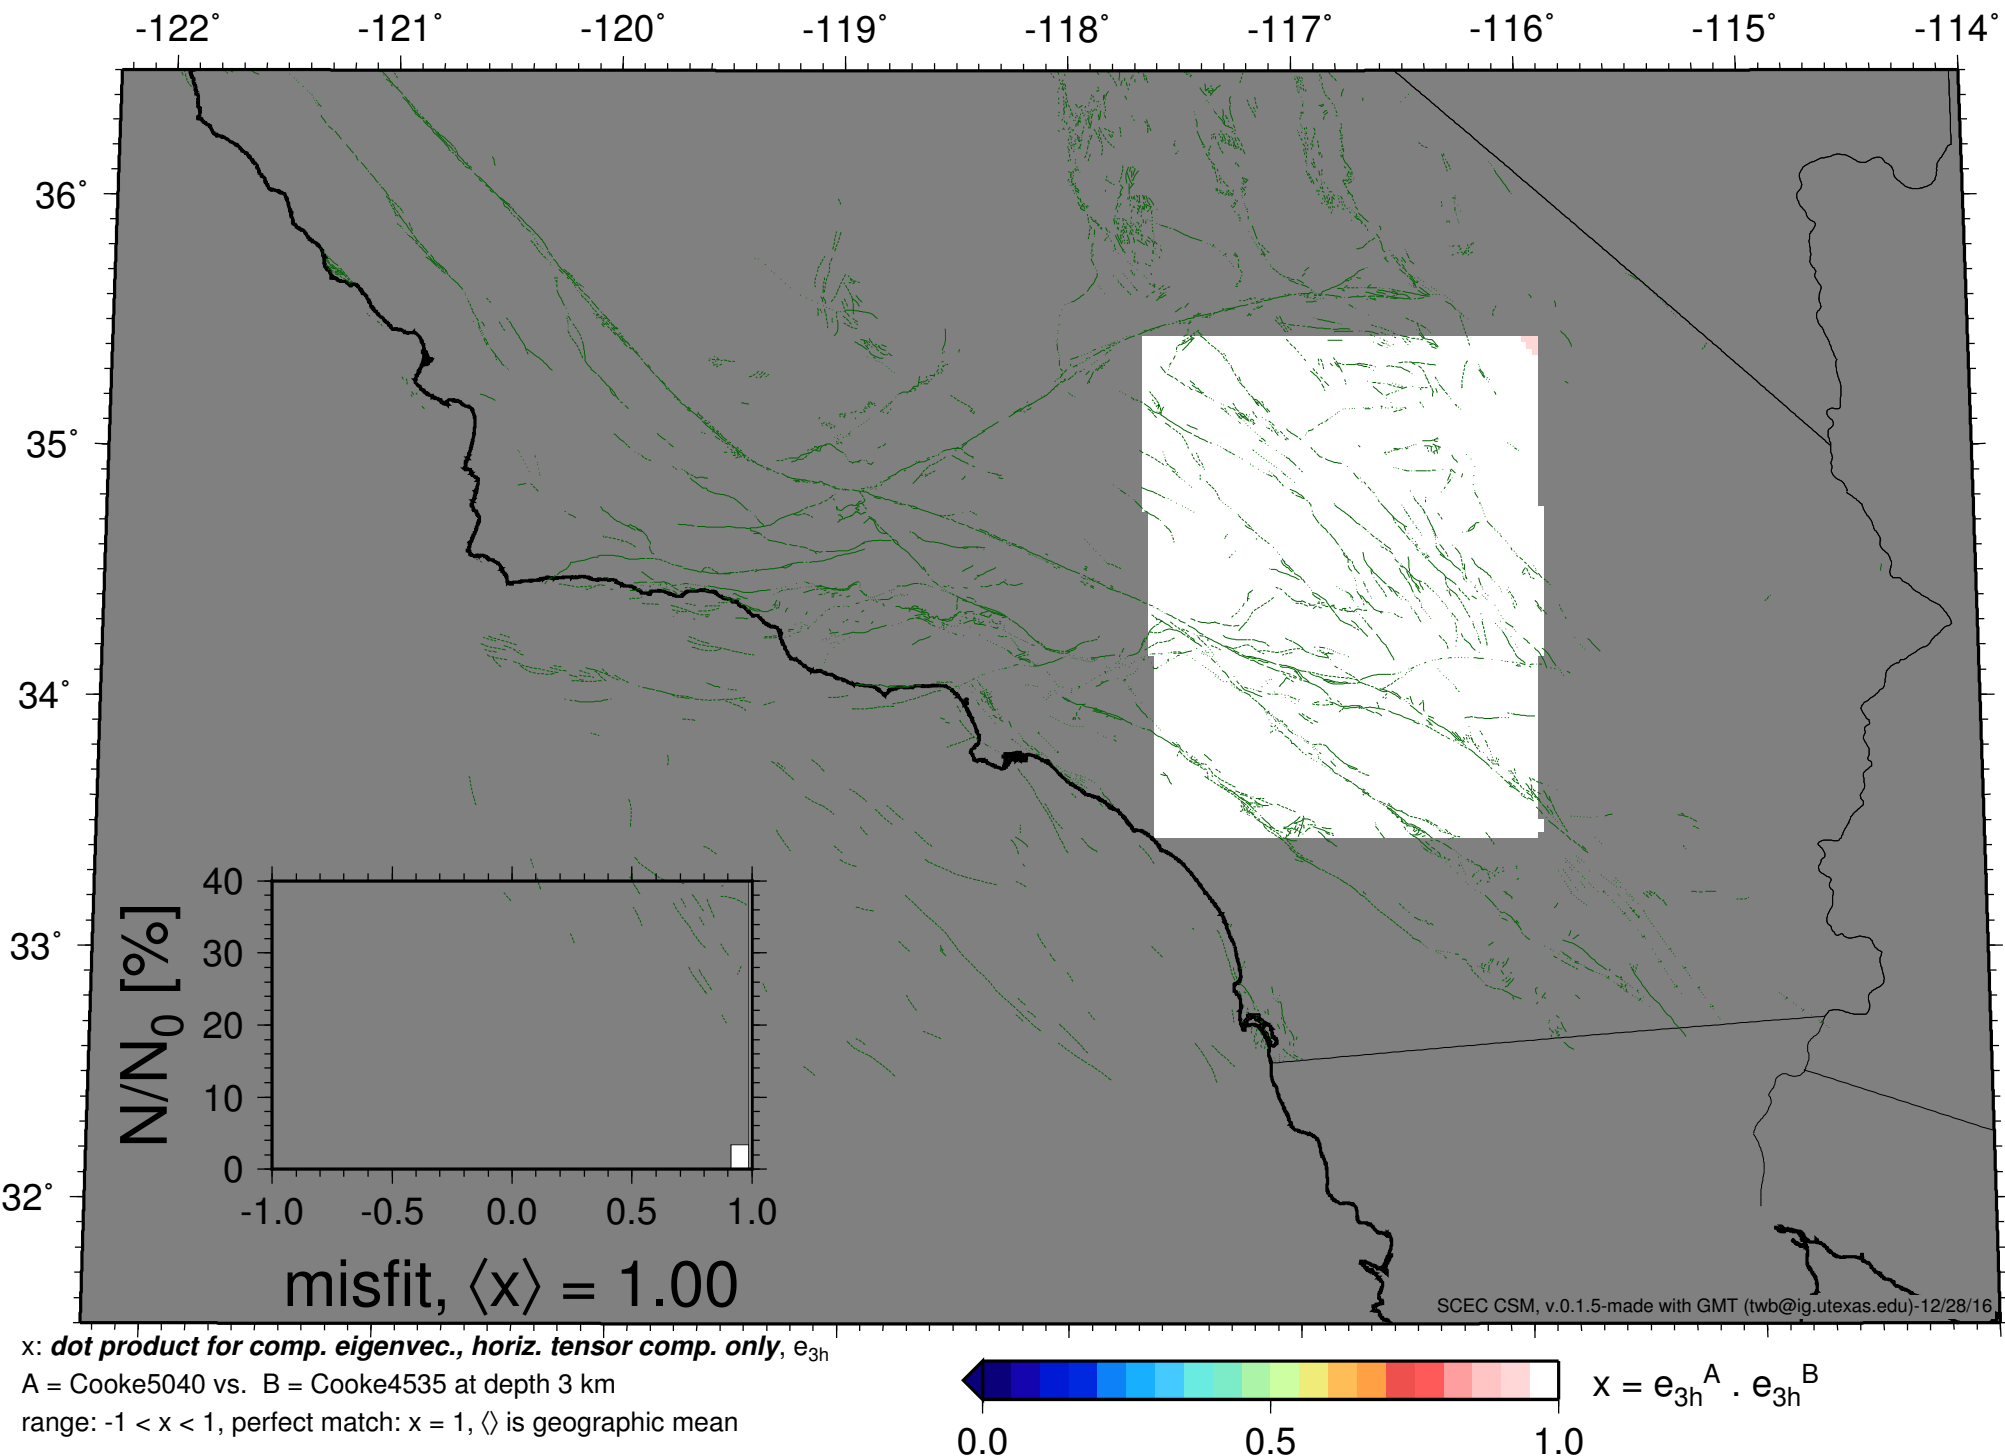 -122° -121° -120° -119° -118° -117° -116° -115° -114°
36°
35°
34°
33°
32°
N/N0 [%]
40
30
20
10
0
-1.0 -0.5 0.0 0.5 1.0
misfit, ⟨x⟩ = 1.00
SCEC CSM, v.0.1.5-made with GMT (twb@ig.utexas.edu)-12/28/16
x: dot product for comp. eigenvec., horiz. tensor comp. only, e3h
A = Cooke5040 vs. B = Cooke4535 at depth 3 km
range: -1 < x < 1, perfect match: x = 1, ⟨⟩ is geographic mean
x = e3h^A . e3h^B
0.0 0.5 1.0